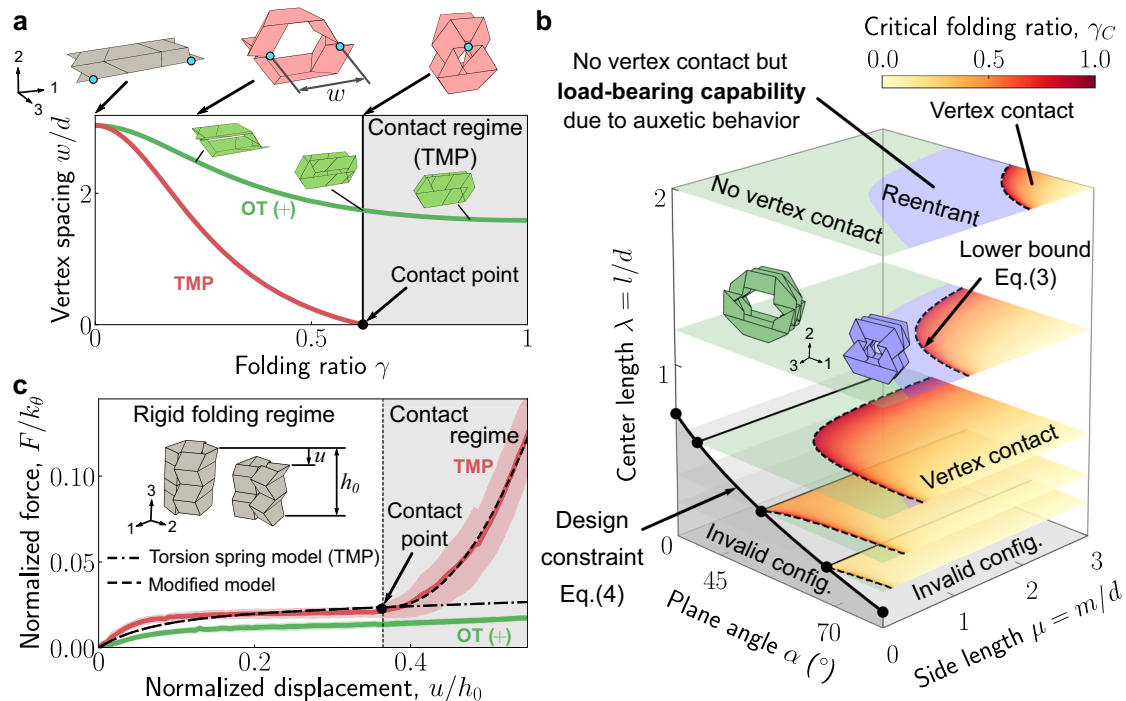 a
2
1
3
w
Vertex spacing w/d
2
0
Contact regime
(TMP)
OT (+)
TMP
Contact point
0
0.5
1
Folding ratio γ
b
Critical folding ratio, γC
0.0
0.5
1.0
No vertex contact but
load-bearing capability
due to auxetic behavior
Vertex contact
No vertex contact
Reentrant
Lower bound
Eq.(3)
2
3
1
Vertex contact
Center length λ = l/d
2
1
0
Design
constraint
Eq.(4)
Invalid config.
Invalid config.
45
70
Plane angle α (°)
0
1
2
3
Side length μ = m/d
c
Normalized force, F/kθ
0.10
0.05
0.00
Rigid folding regime
Contact
regime
TMP
u
h0
3
1
2
Contact
point
Torsion spring model (TMP)
Modified model
OT (+)
0
0.2
0.4
Normalized displacement, u/h0